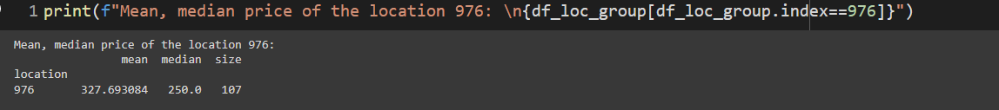 1 print(f"Mean, median price of the location 976: \n{df_loc_group[df_loc_group.index==976]}")
Mean, median price of the location 976:
mean median size
location
976 327.693084 250.0 107